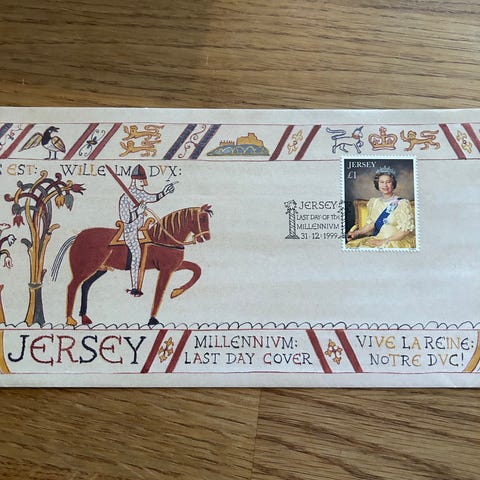 EST: WILLELM DVX:
JERSEY
£1
JERSEY
LAST DAY OF THE
MILLENNIVM
31-12-1999
JERSEY
MILLENNIVM:
LAST DAY COVER
VIVE LA REINE:
NOTRE DVC!